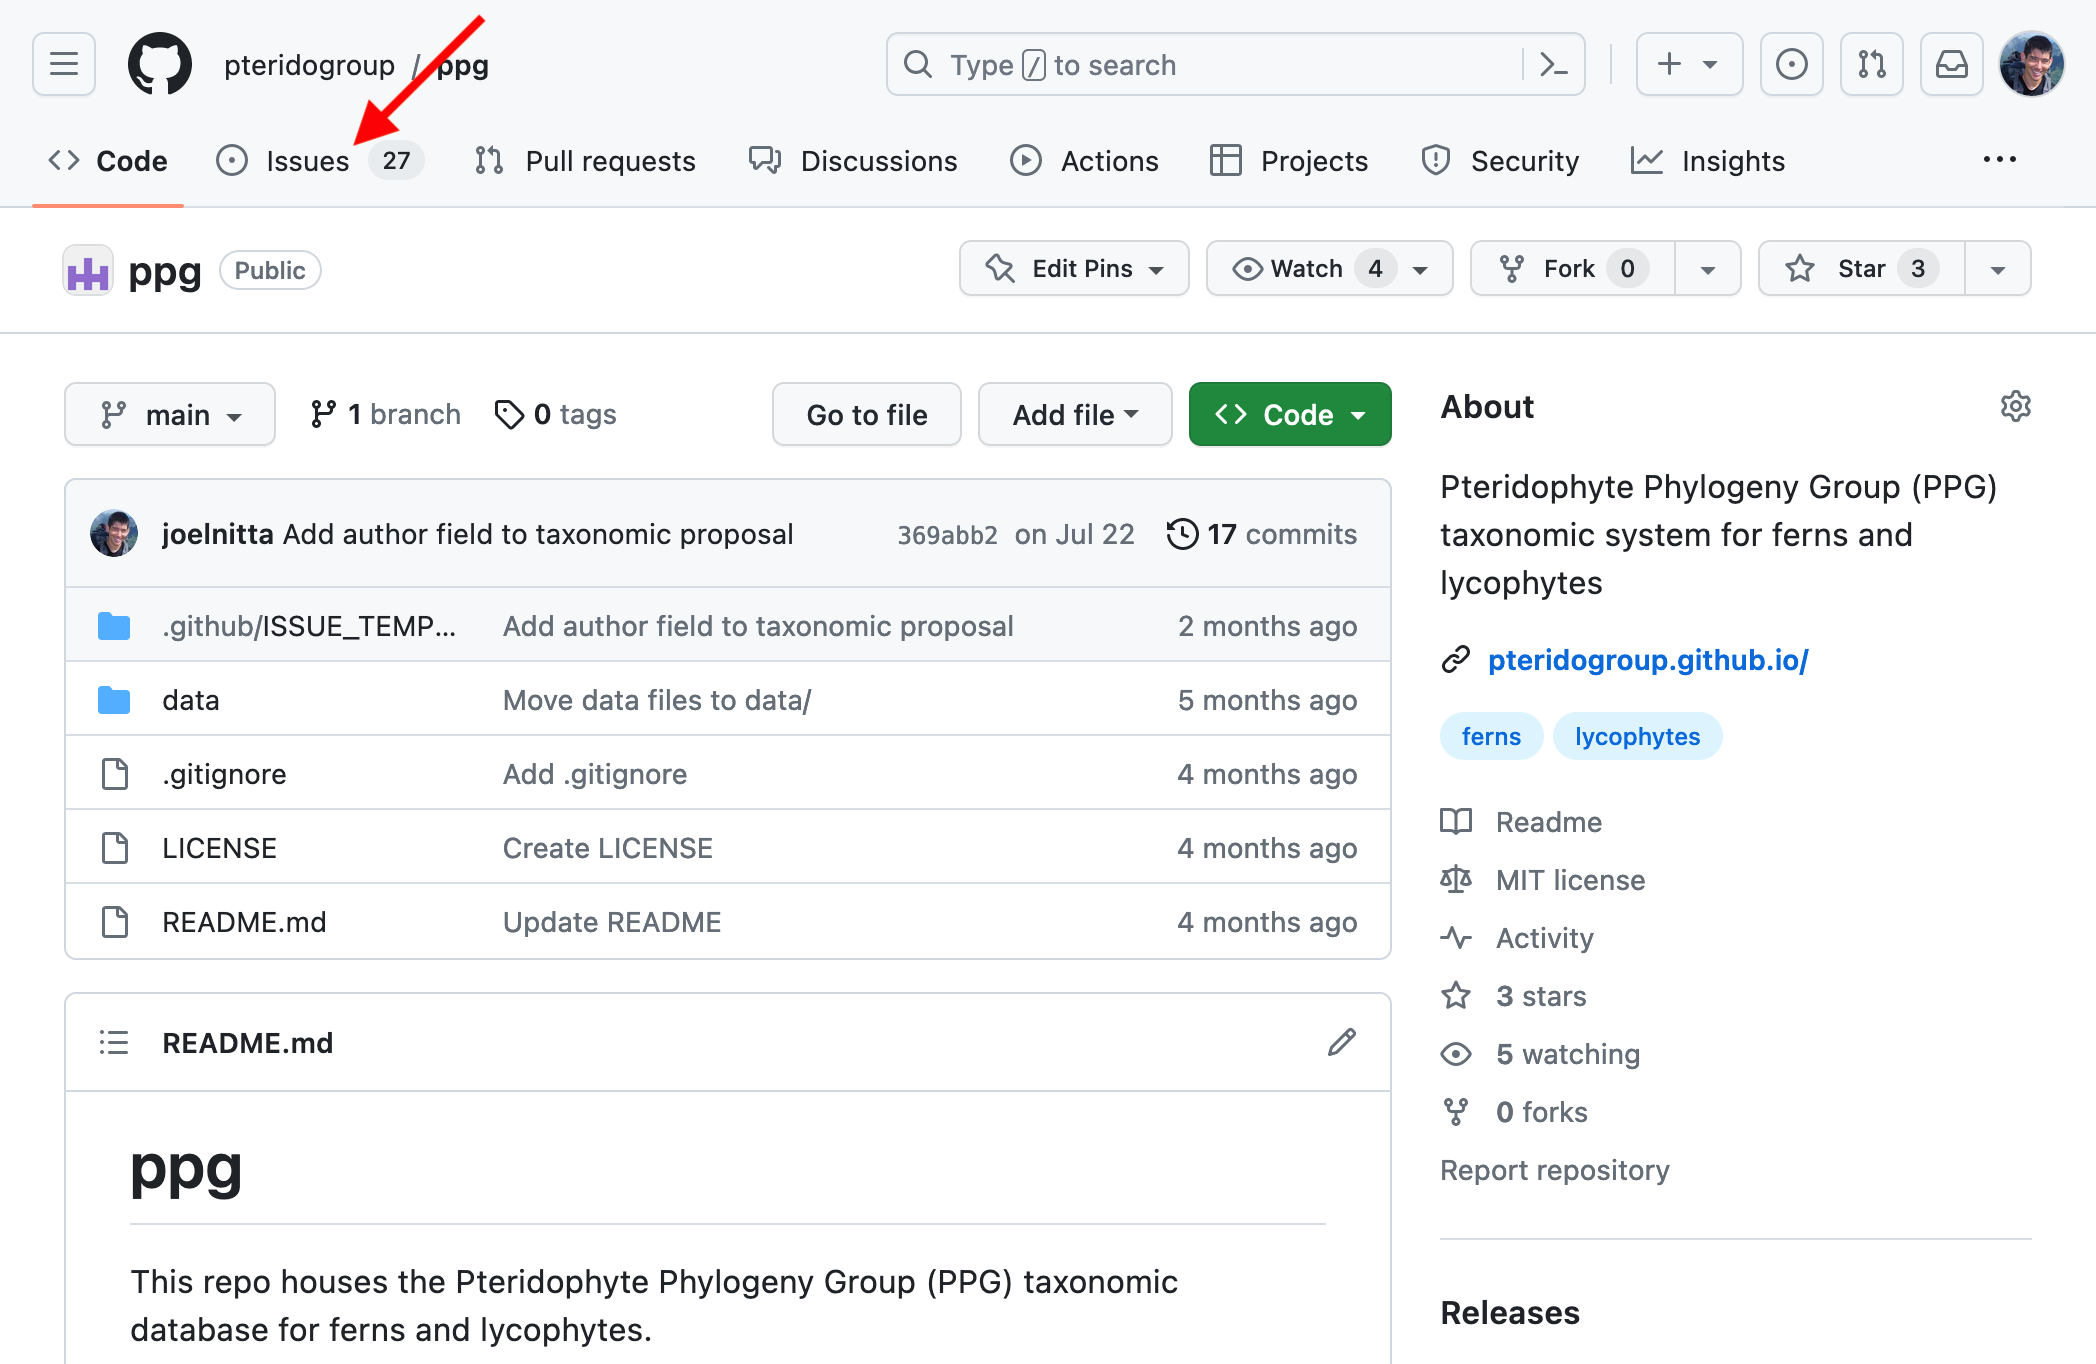 pteridogroup / ppg
Type / to search
Code Issues 27 Pull requests Discussions Actions Projects Security Insights
ppg Public
Edit Pins Watch 4 Fork 0 Star 3
main 1 branch 0 tags Go to file Add file Code
joelnitta Add author field to taxonomic proposal 369abb2 on Jul 22 17 commits
.github/ISSUE_TEMP... Add author field to taxonomic proposal 2 months ago
data Move data files to data/ 5 months ago
.gitignore Add .gitignore 4 months ago
LICENSE Create LICENSE 4 months ago
README.md Update README 4 months ago
README.md
ppg
This repo houses the Pteridophyte Phylogeny Group (PPG) taxonomic
database for ferns and lycophytes.
About
Pteridophyte Phylogeny Group (PPG)
taxonomic system for ferns and
lycophytes
pteridogroup.github.io/
ferns lycophytes
Readme
MIT license
Activity
3 stars
5 watching
0 forks
Report repository
Releases